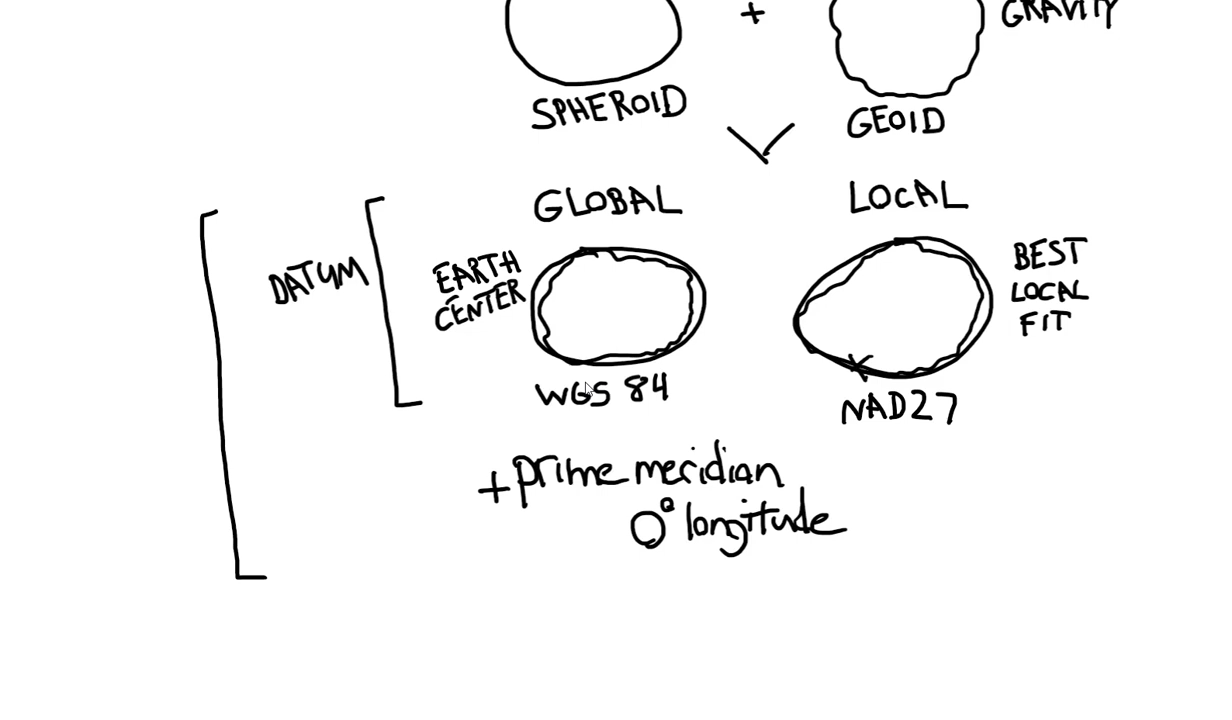 +
GRAVITY
SPHEROID
GEOID
GLOBAL
LOCAL
DATUM
EARTH
CENTER
BEST
LOCAL
FIT
WGS 84
NAD27
+prime meridian
0° longitude